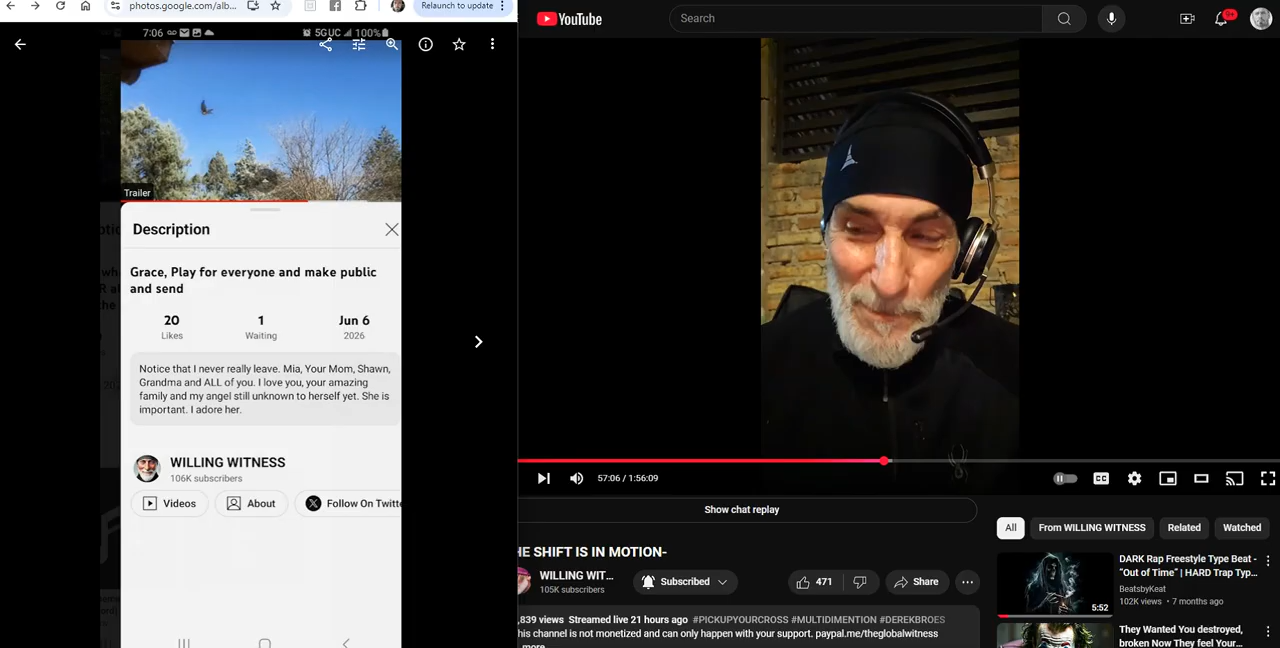 photos.google.com/alb...
Relaunch to update
7:06
5GUC
100%
Trailer
Description
Grace, Play for everyone and make public
and send
20
1
Jun 6
Likes
Waiting
2026
Notice that I never really leave. Mia, Your Mom, Shawn,
Grandma and ALL of you. I love you, your amazing
family and my angel still unknown to herself yet. She is
important. I adore her.
WILLING WITNESS
106K subscribers
Videos
About
Follow On Twitte
YouTube
Search
9+
57:06 / 1:56:09
Show chat replay
HE SHIFT IS IN MOTION-
WILLING WIT...
105K subscribers
Subscribed
471
Share
,839 views Streamed live 21 hours ago #PICKUPYOURCROSS #MULTIDIMENTION #DEREKBROES
his channel is not monetized and can only happen with your support. paypal.me/theglobalwitness
more
All
From WILLING WITNESS
Related
Watched
5:52
DARK Rap Freestyle Type Beat -
"Out of Time" | HARD Trap Typ...
BeatsbyKeat
102K views • 7 months ago
They Wanted You destroyed,
broken Now They feel Your...